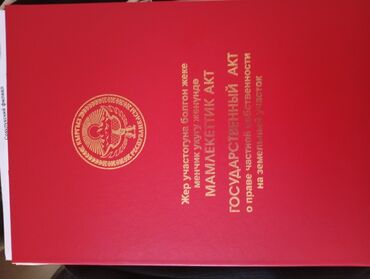 Жер участогуна болгон жеке
менчик укугу жөнүндө
МАМЛЕКЕТТИК АКТ
ГОСУДАРСТВЕННЫЙ АКТ
о праве частной собственности
на земельный участок